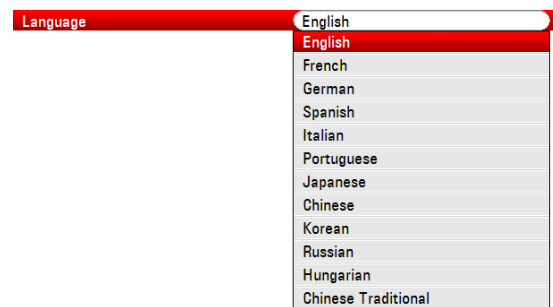 Language English
English
French
German
Spanish
Italian
Portuguese
Japanese
Chinese
Korean
Russian
Hungarian
Chinese Traditional